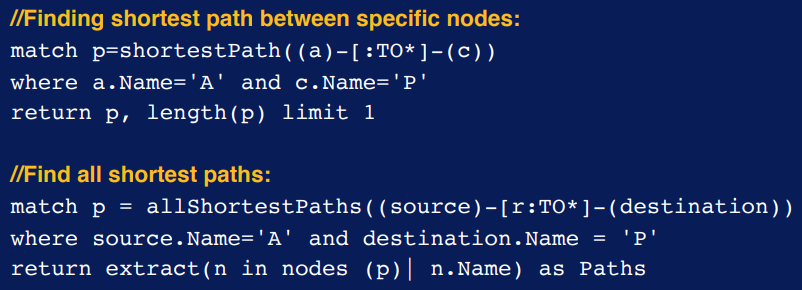 //Finding shortest path between specific nodes:
match p=shortestPath((a)-[:TO*]-(c))
where a.Name='A' and c.Name='P'
return p, length(p) limit 1
//Find all shortest paths:
match p = allShortestPaths((source)-[r:TO*]-(destination))
where source.Name='A' and destination.Name = 'P'
return extract(n in nodes (p)| n.Name) as Paths